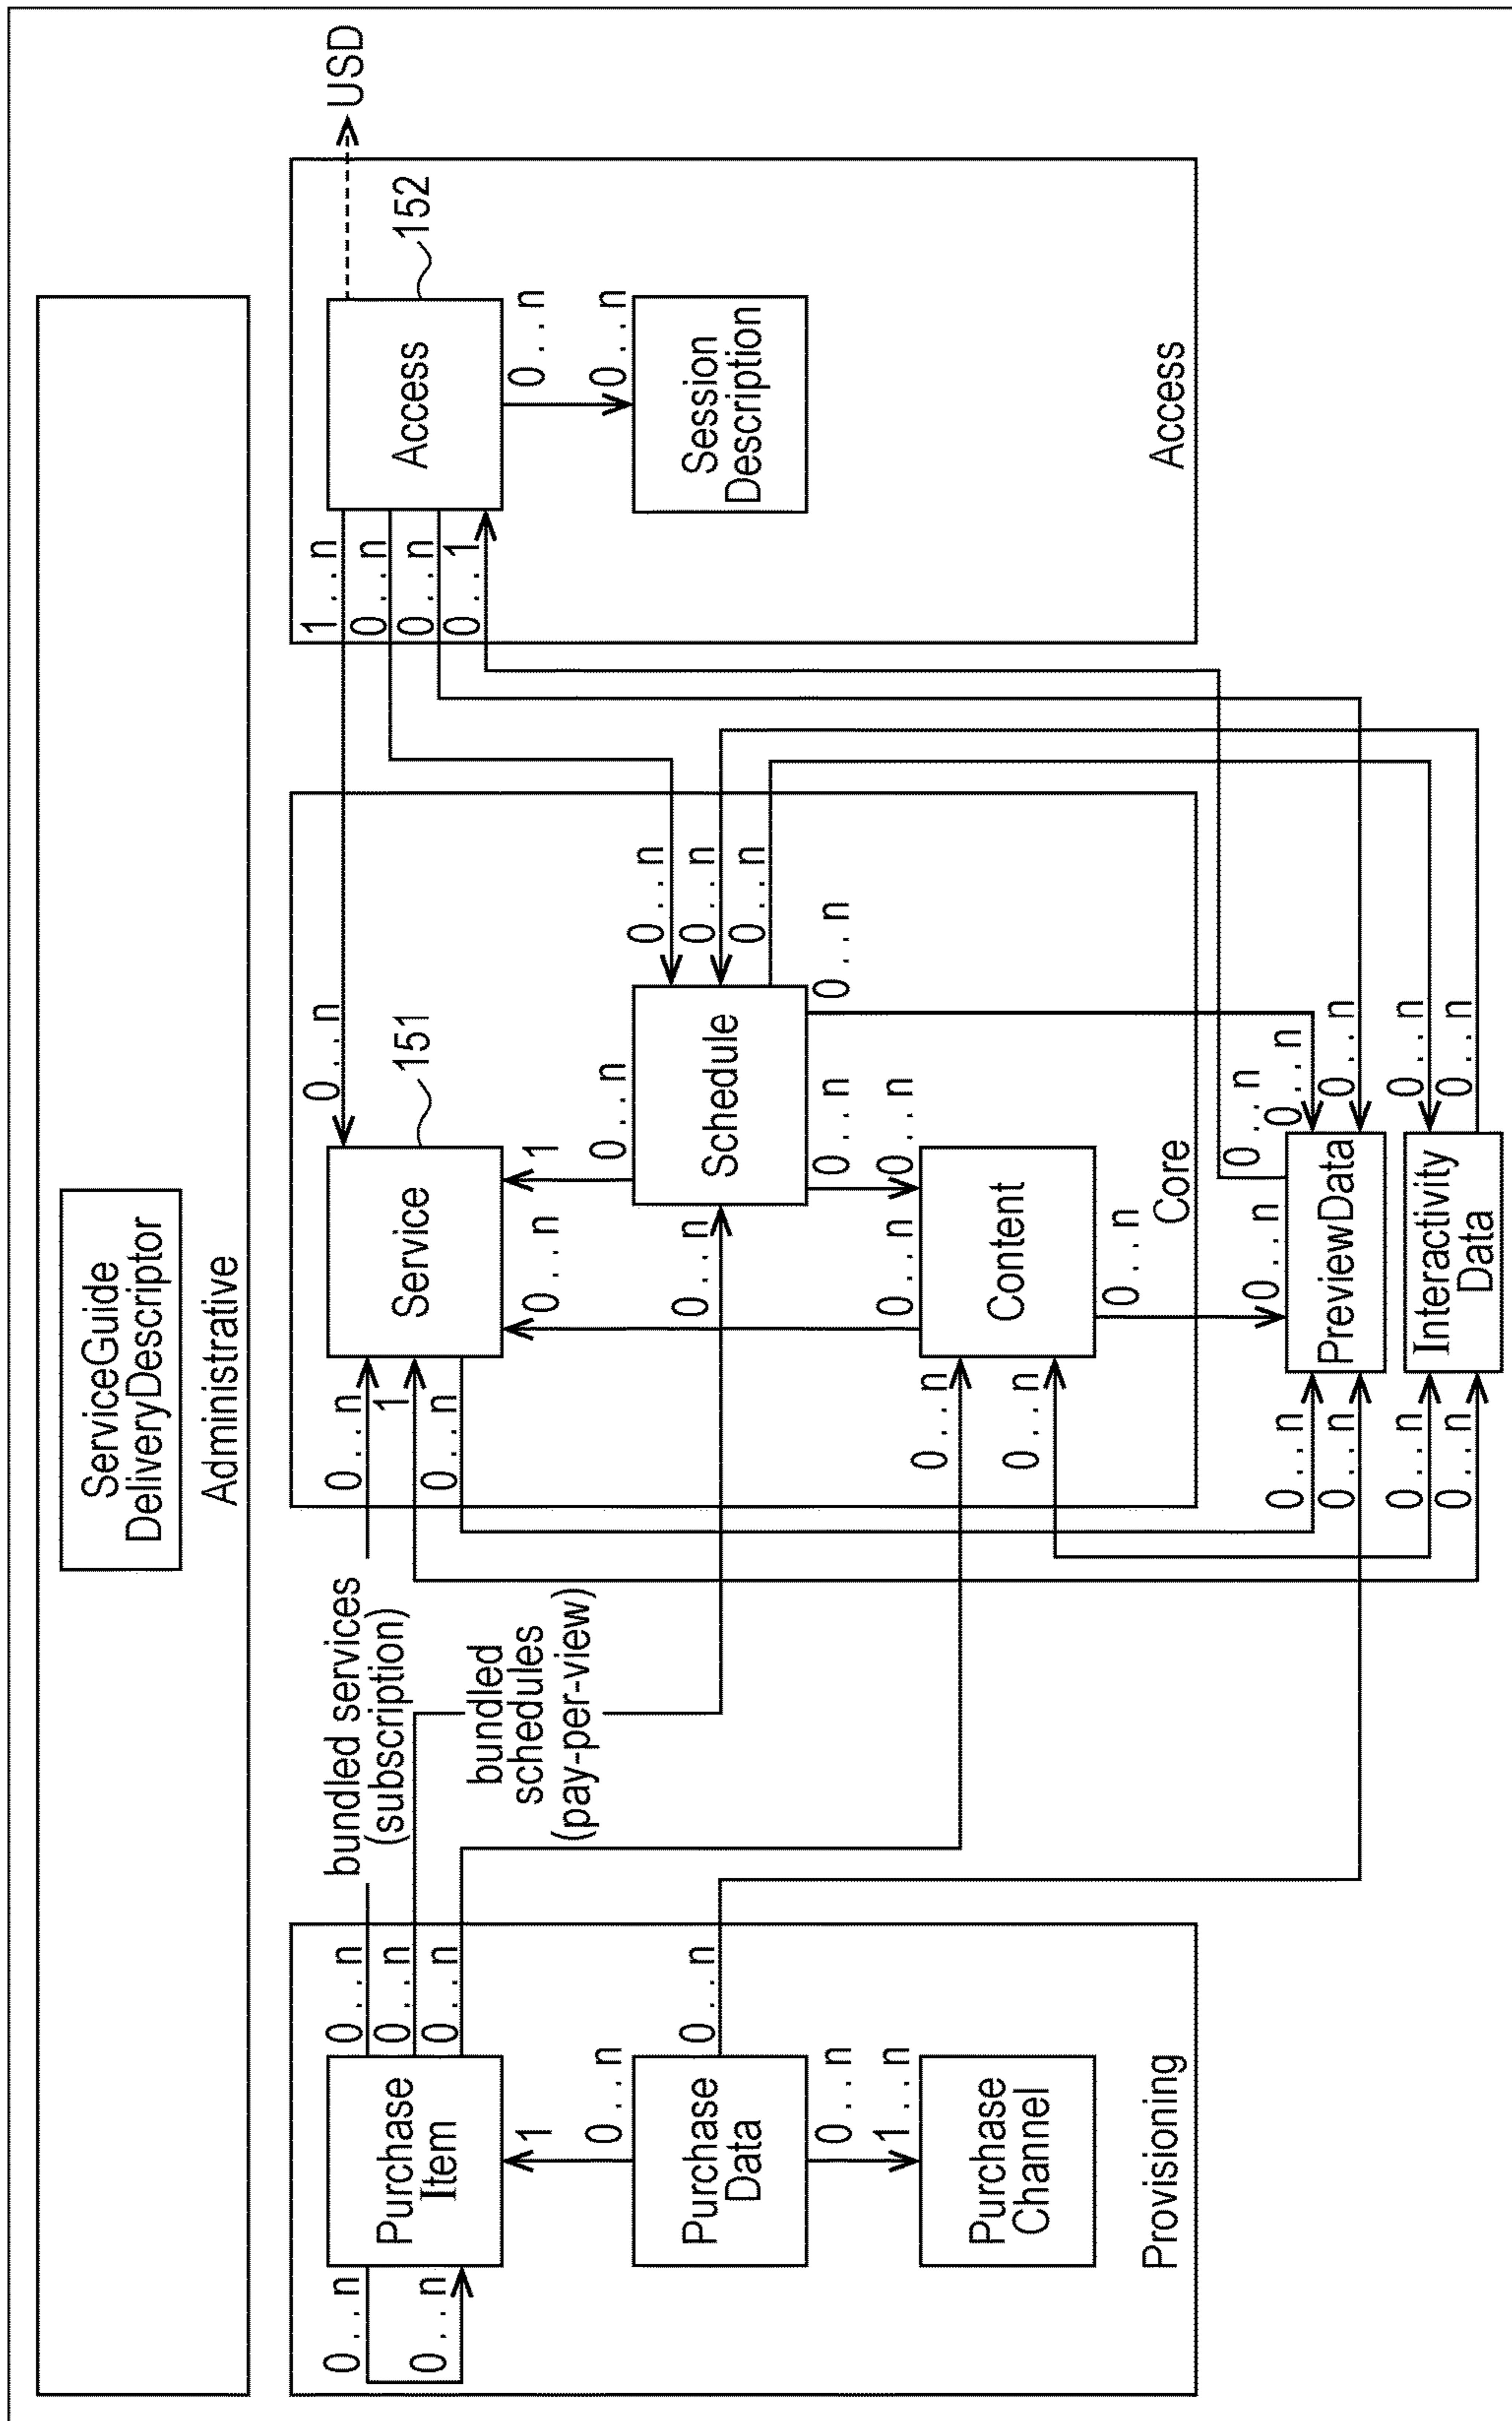 ServiceGuide
DeliveryDescriptor
Administrative
0...n
0...n
Purchase
Item
0...n
0...n
0...n
1
0...n
Purchase
Data
0...n
0...n
1...n
Purchase
Channel
Provisioning
bundled services
(subscription)
bundled
schedules
(pay-per-view)
0...n
1
0...n
Service
151
0...n
1
0...n
0...n
0...n
Schedule
0...n
0...n
0...n
0...n
0...n
0...n
0...n
0...n
0...n
Content
0...n
Core
1...n
0...n
0...n
0...1
Access
152
USD
0...n
0...n
Session
Description
Access
0...n
0...n
0...n
PreviewData
0...n
0...n
0...n
0...n
0...n
Interactivity
Data
0...n
0...n